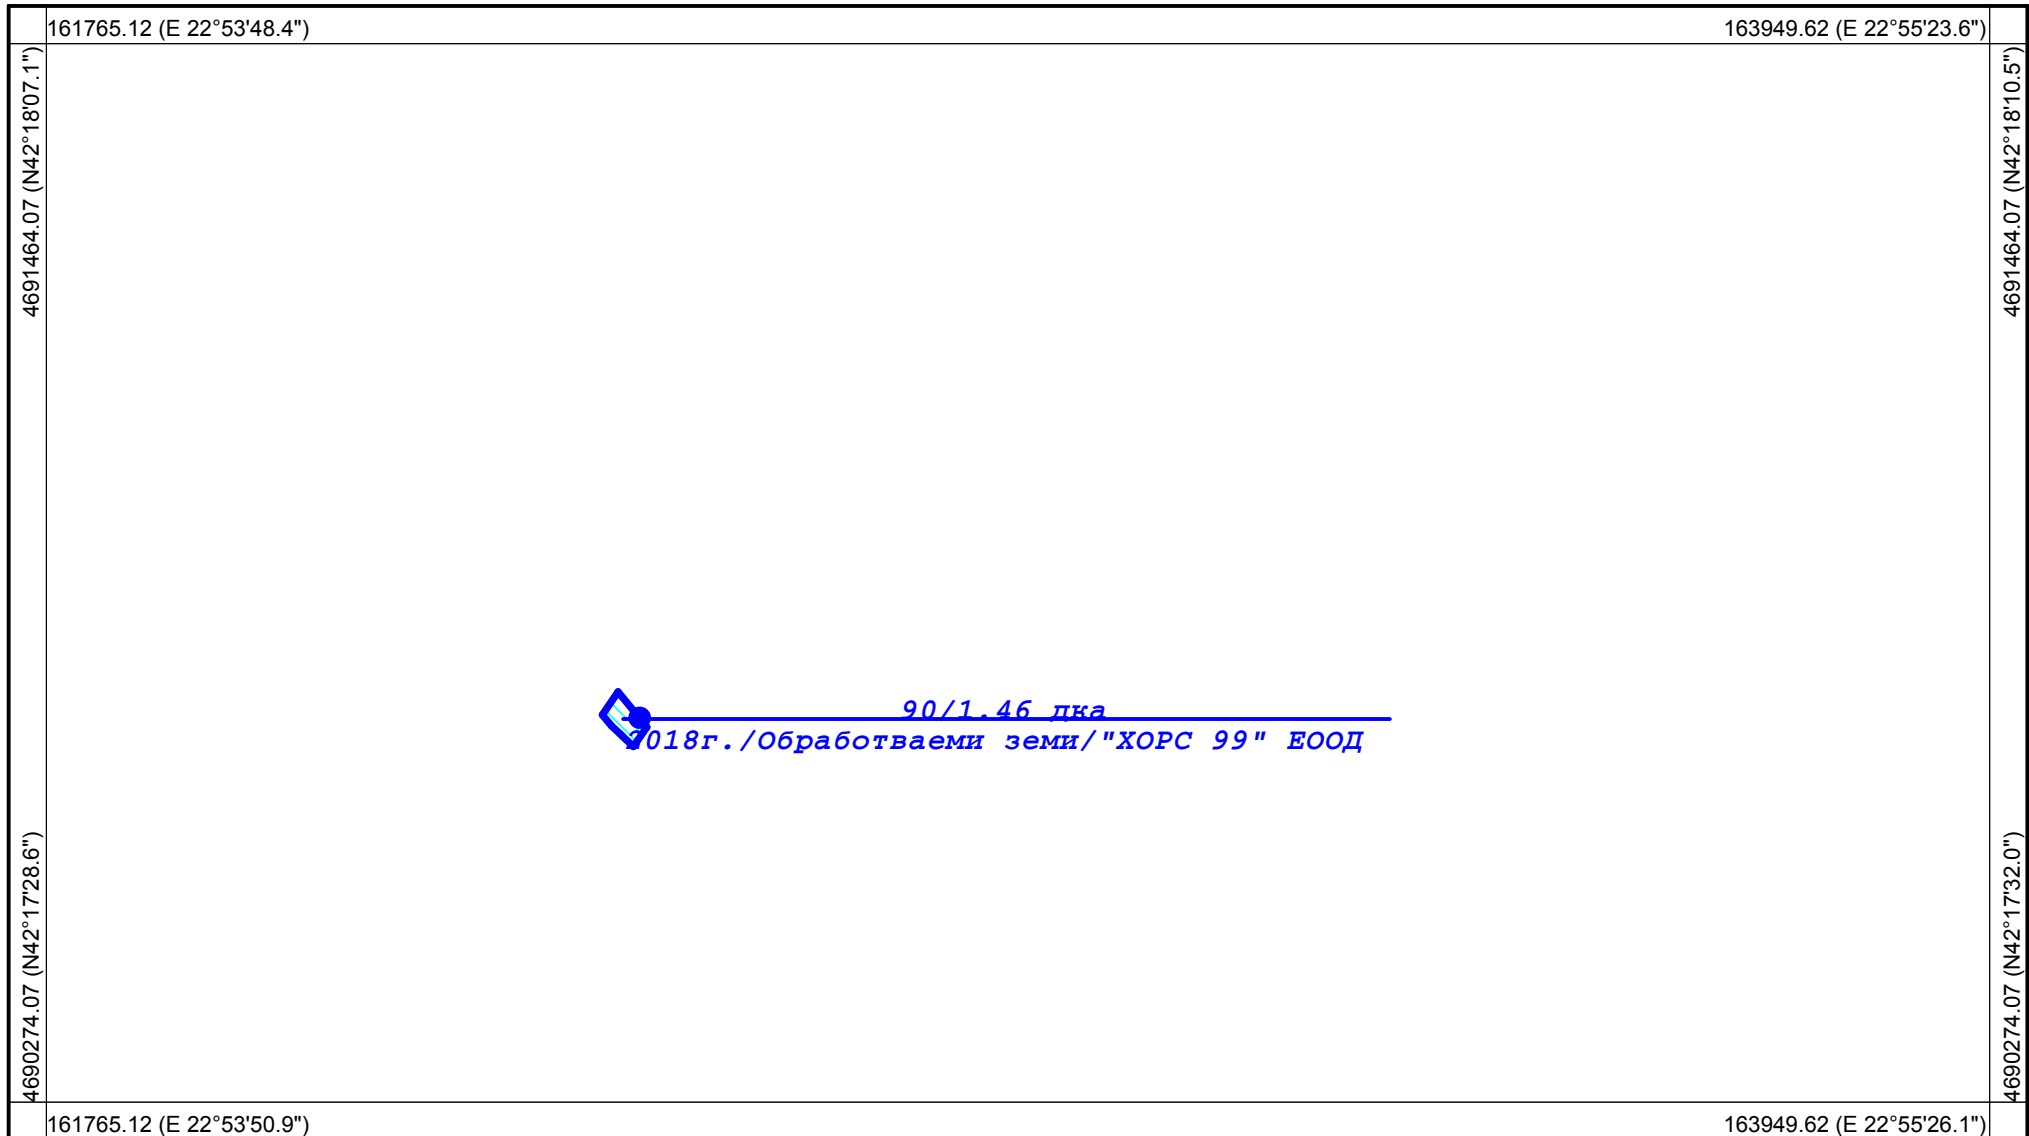 161765.12 (E 22°53'48.4")
163949.62 (E 22°55'23.6")
4691464.07 (N42°18'07.1")
4691464.07 (N42°18'10.5")
90/1.46 дка
2018г./Обработваеми земи/"ХОРС 99" ЕООД
4690274.07 (N42°17'28.6")
4690274.07 (N42°17'32.0")
161765.12 (E 22°53'50.9")
163949.62 (E 22°55'26.1")